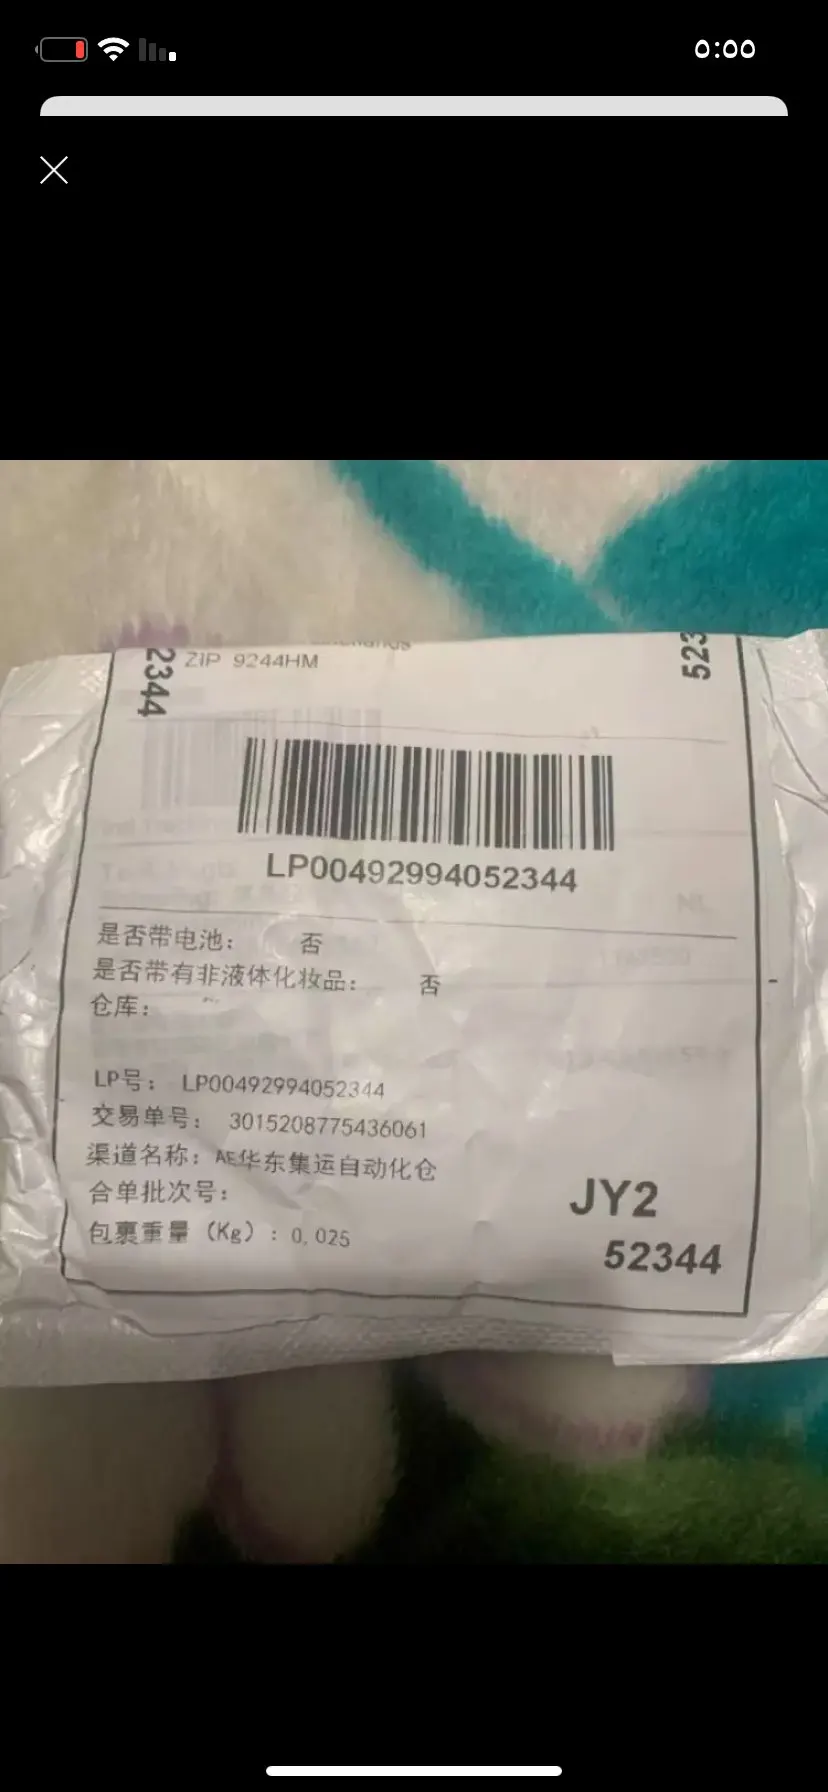 0:00
2344
523
ZIP 9244HM
LP00492994052344
是否带电池： 否
是否带有非液体化妆品： 否
仓库：
LP号： LP00492994052344
交易单号： 3015208775436061
渠道名称：AE华东集运自动化仓
合单批次号：
包裹重量（Kg）：0,025
JY2
52344